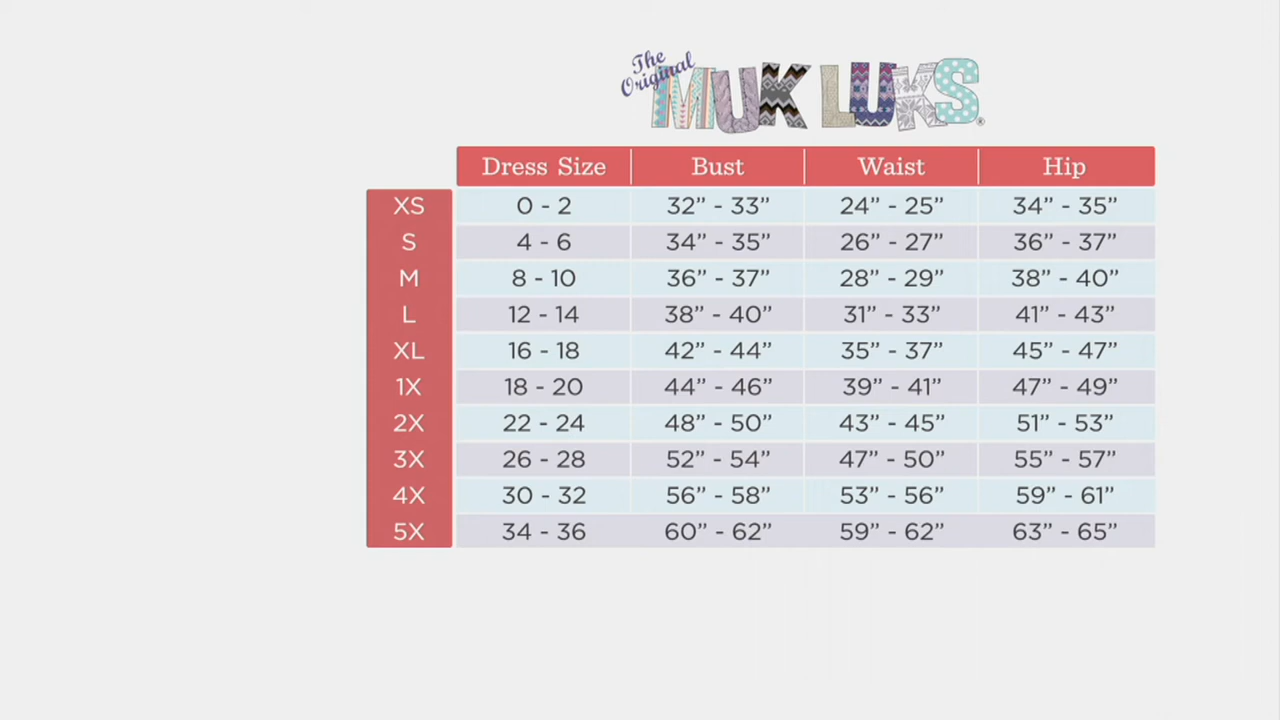 The
Original
MUK LUKS®
Dress Size Bust Waist Hip
XS 0 - 2 32” - 33” 24” - 25” 34” - 35”
S 4 - 6 34” - 35” 26” - 27” 36” - 37”
M 8 - 10 36” - 37” 28” - 29” 38” - 40”
L 12 - 14 38” - 40” 31” - 33” 41” - 43”
XL 16 - 18 42” - 44” 35” - 37” 45” - 47”
1X 18 - 20 44” - 46” 39” - 41” 47” - 49”
2X 22 - 24 48” - 50” 43” - 45” 51” - 53”
3X 26 - 28 52” - 54” 47” - 50” 55” - 57”
4X 30 - 32 56” - 58” 53” - 56” 59” - 61”
5X 34 - 36 60” - 62” 59” - 62” 63” - 65”